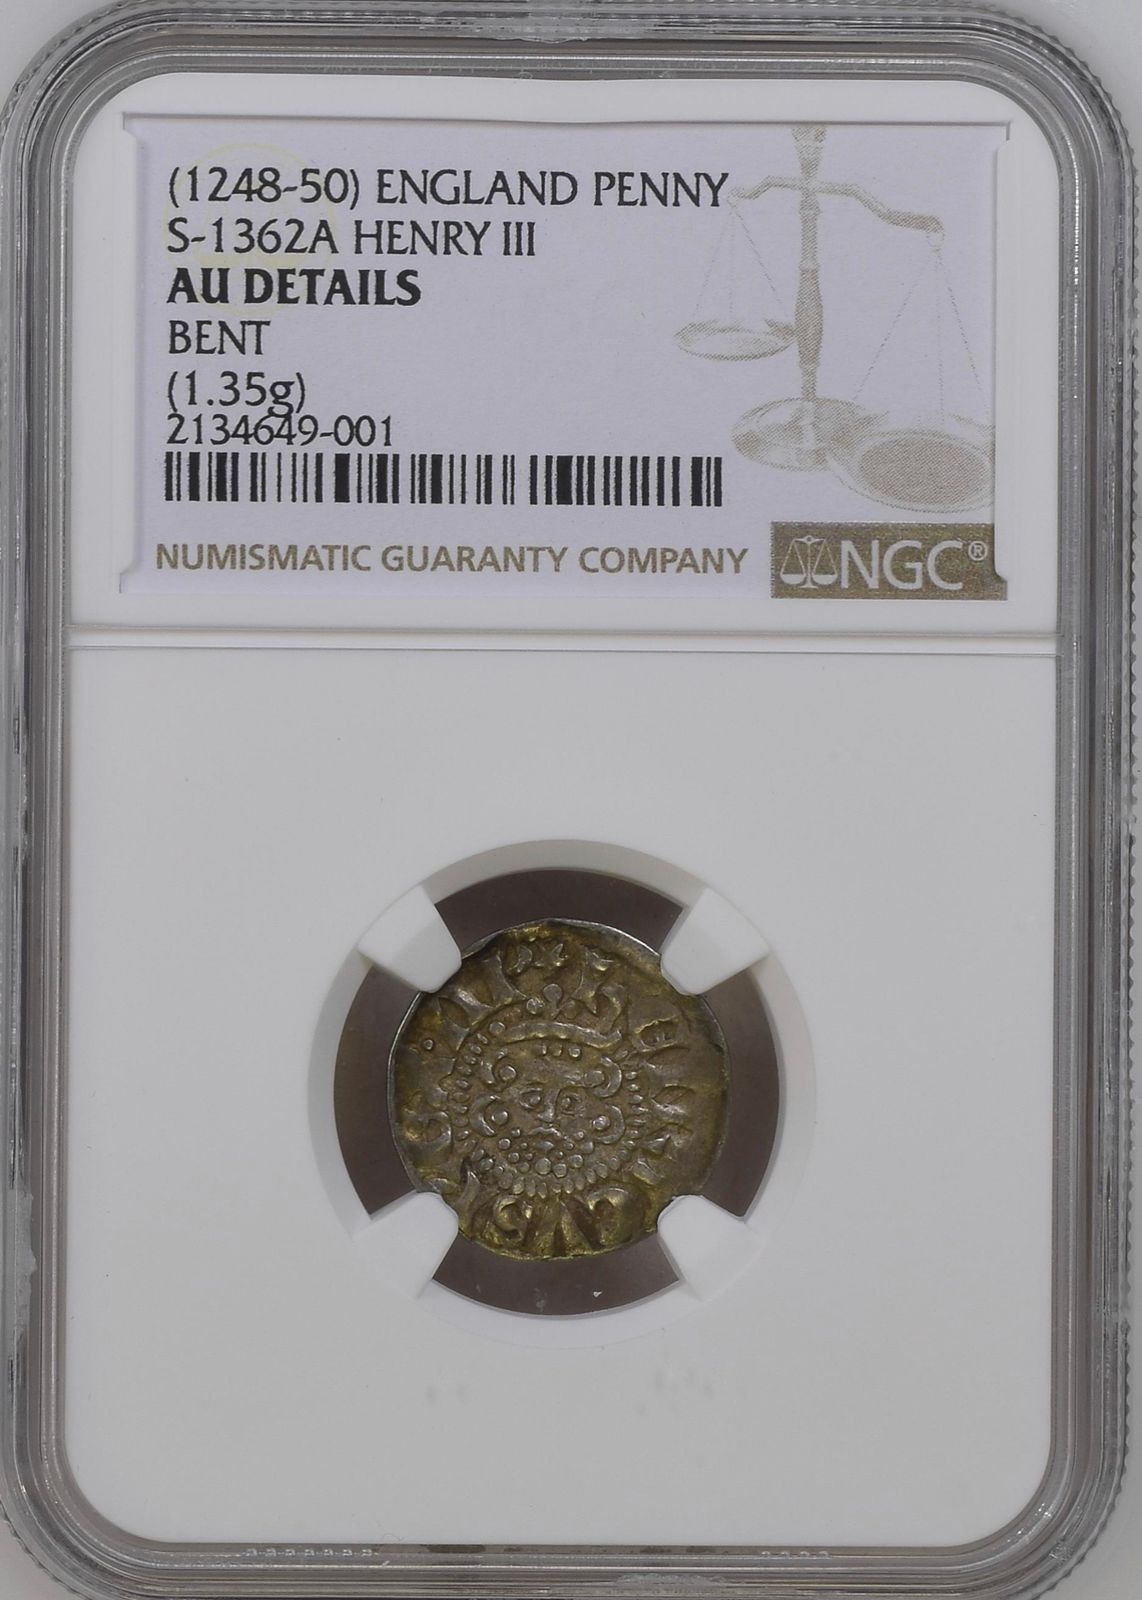 (1248-50) ENGLAND PENNY
S-1362A HENRY III
AU DETAILS
BENT
(1.35g)
2134649-001
NUMISMATIC GUARANTY COMPANY
NGC®